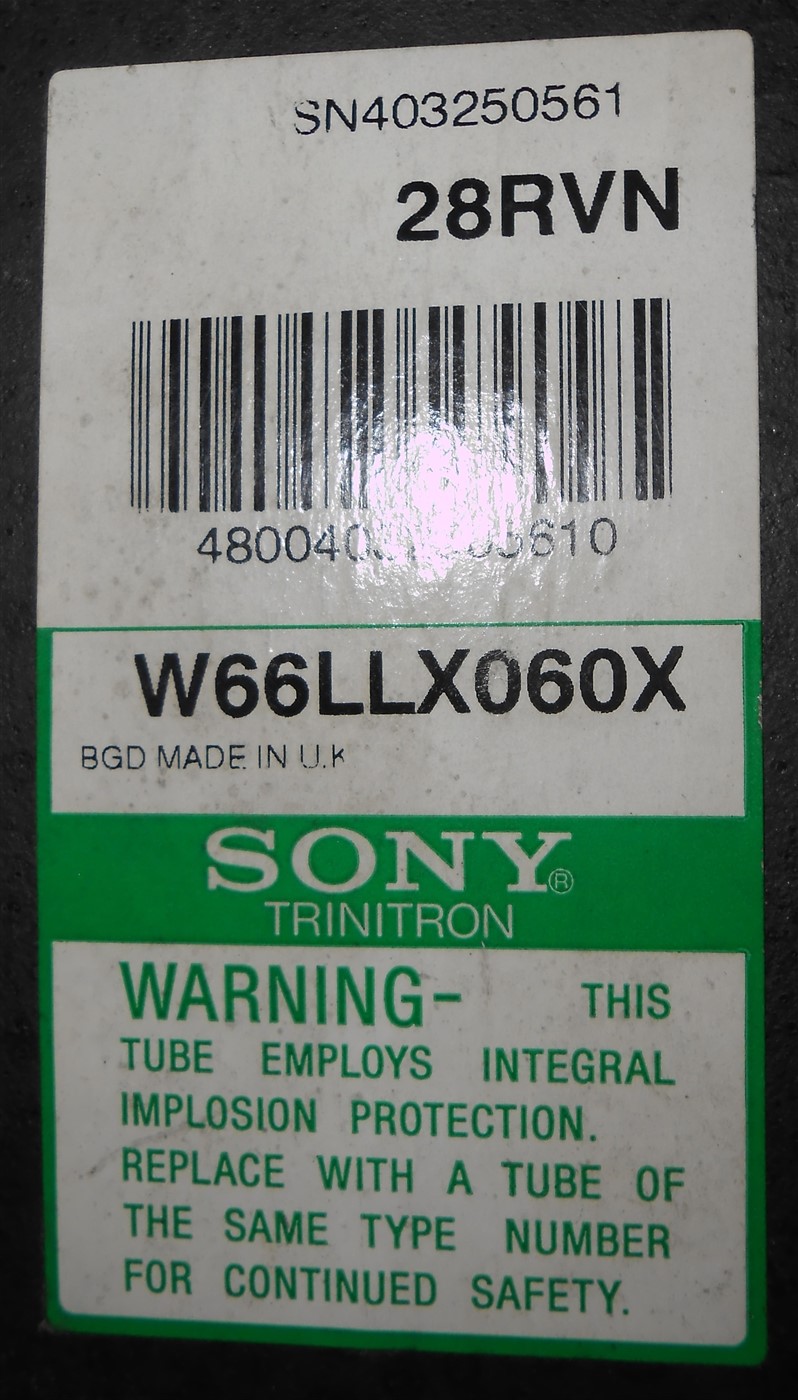 SN403250561
28RVN
W66LLX060X
BGD MADE IN U.K
SONY®
TRINITRON
WARNING- THIS
TUBE EMPLOYS INTEGRAL
IMPLOSION PROTECTION.
REPLACE WITH A TUBE OF
THE SAME TYPE NUMBER
FOR CONTINUED SAFETY.